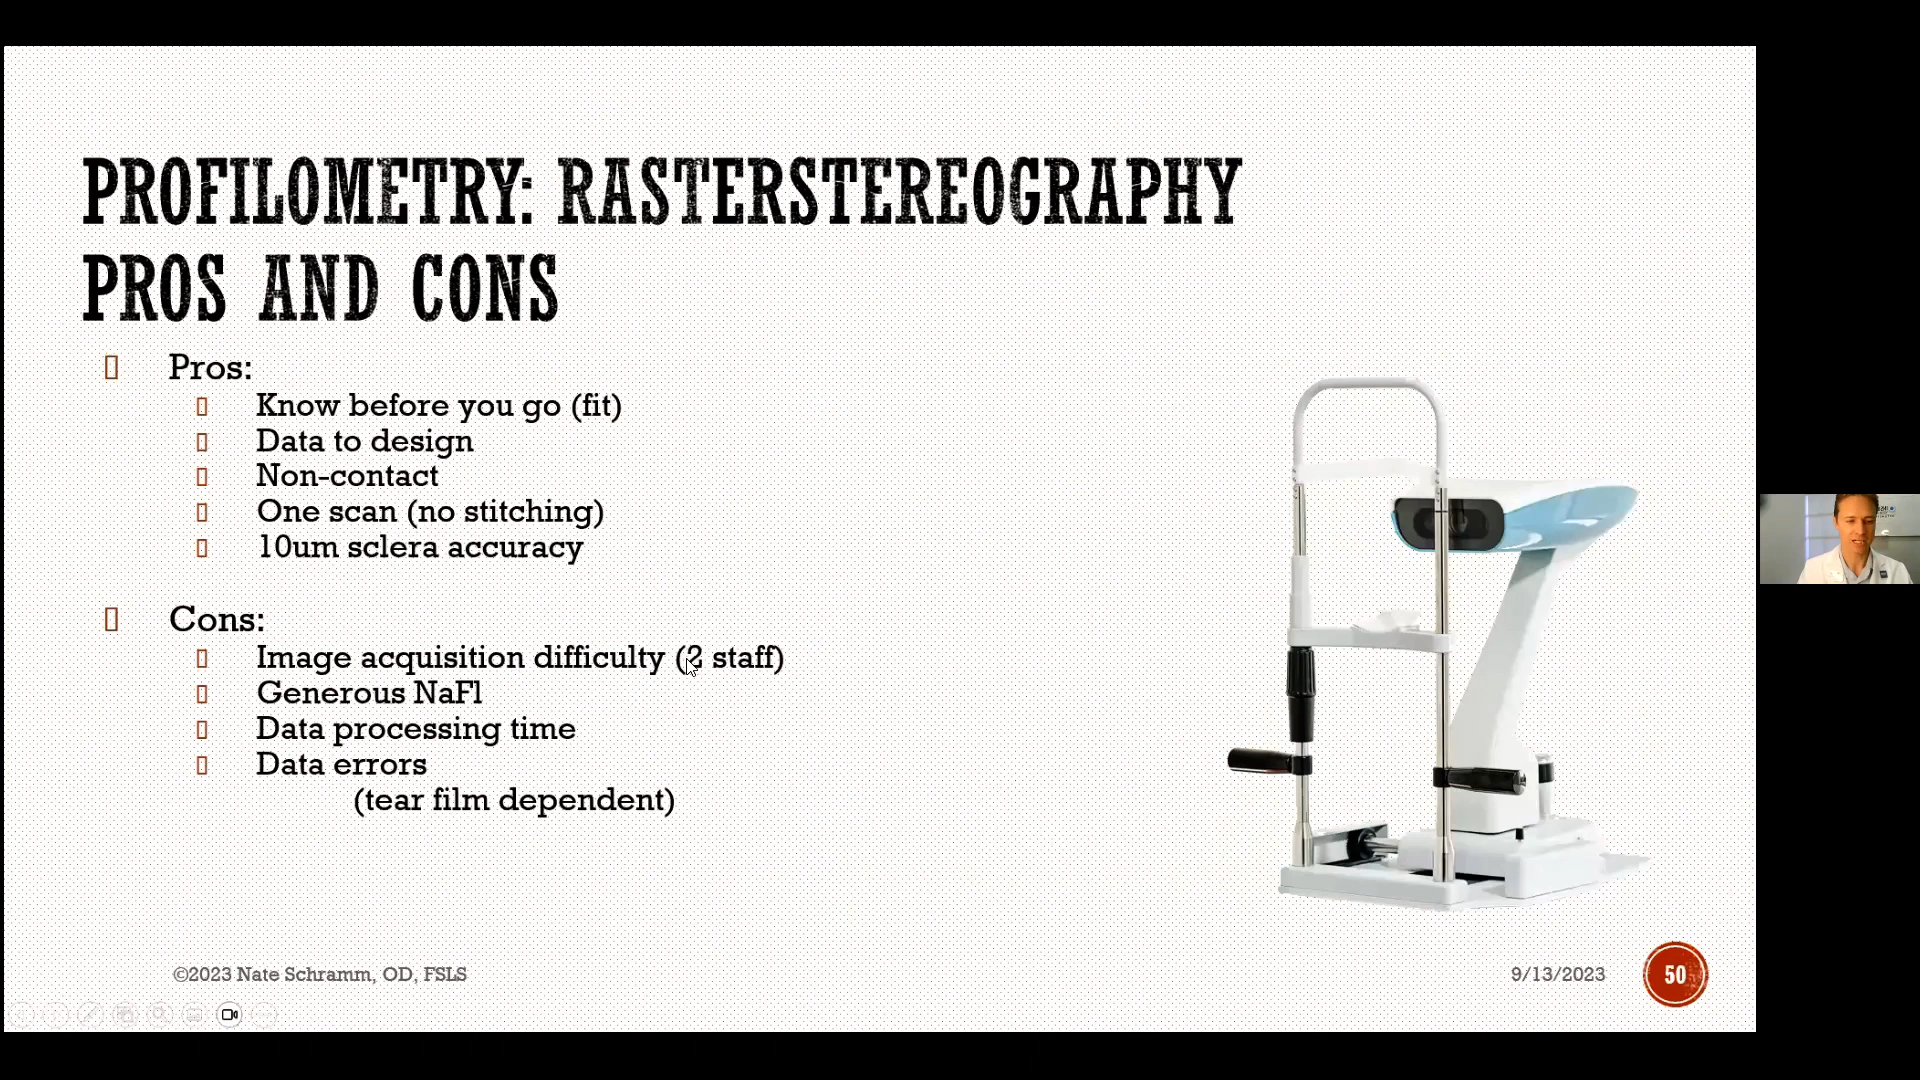 PROFILOMETRY: RASTERSTEREOGRAPHY
PROS AND CONS
Pros:
Know before you go (fit)
Data to design
Non-contact
One scan (no stitching)
10um sclera accuracy
Cons:
Image acquisition difficulty (2 staff)
Generous NaFl
Data processing time
Data errors
(tear film dependent)
©2023 Nate Schramm, OD, FSLS
9/13/2023
50